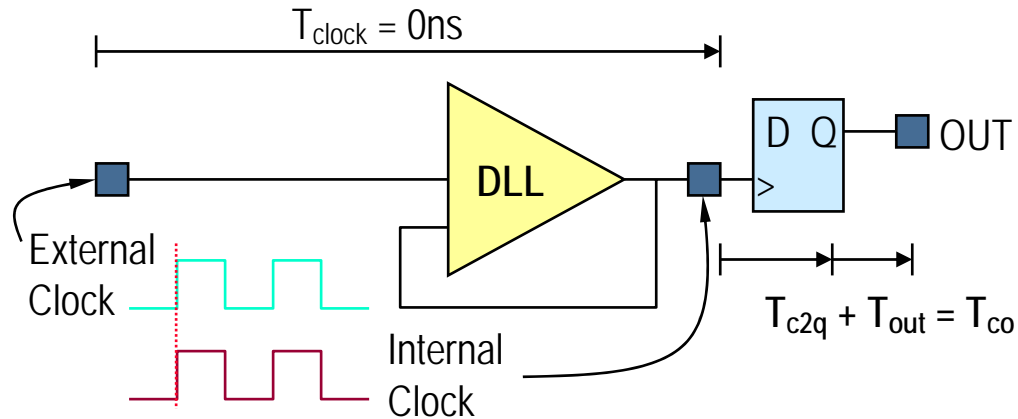 Tclock = 0ns
DLL
D Q
>
OUT
External
Clock
Internal
Clock
Tc2q + Tout = Tco